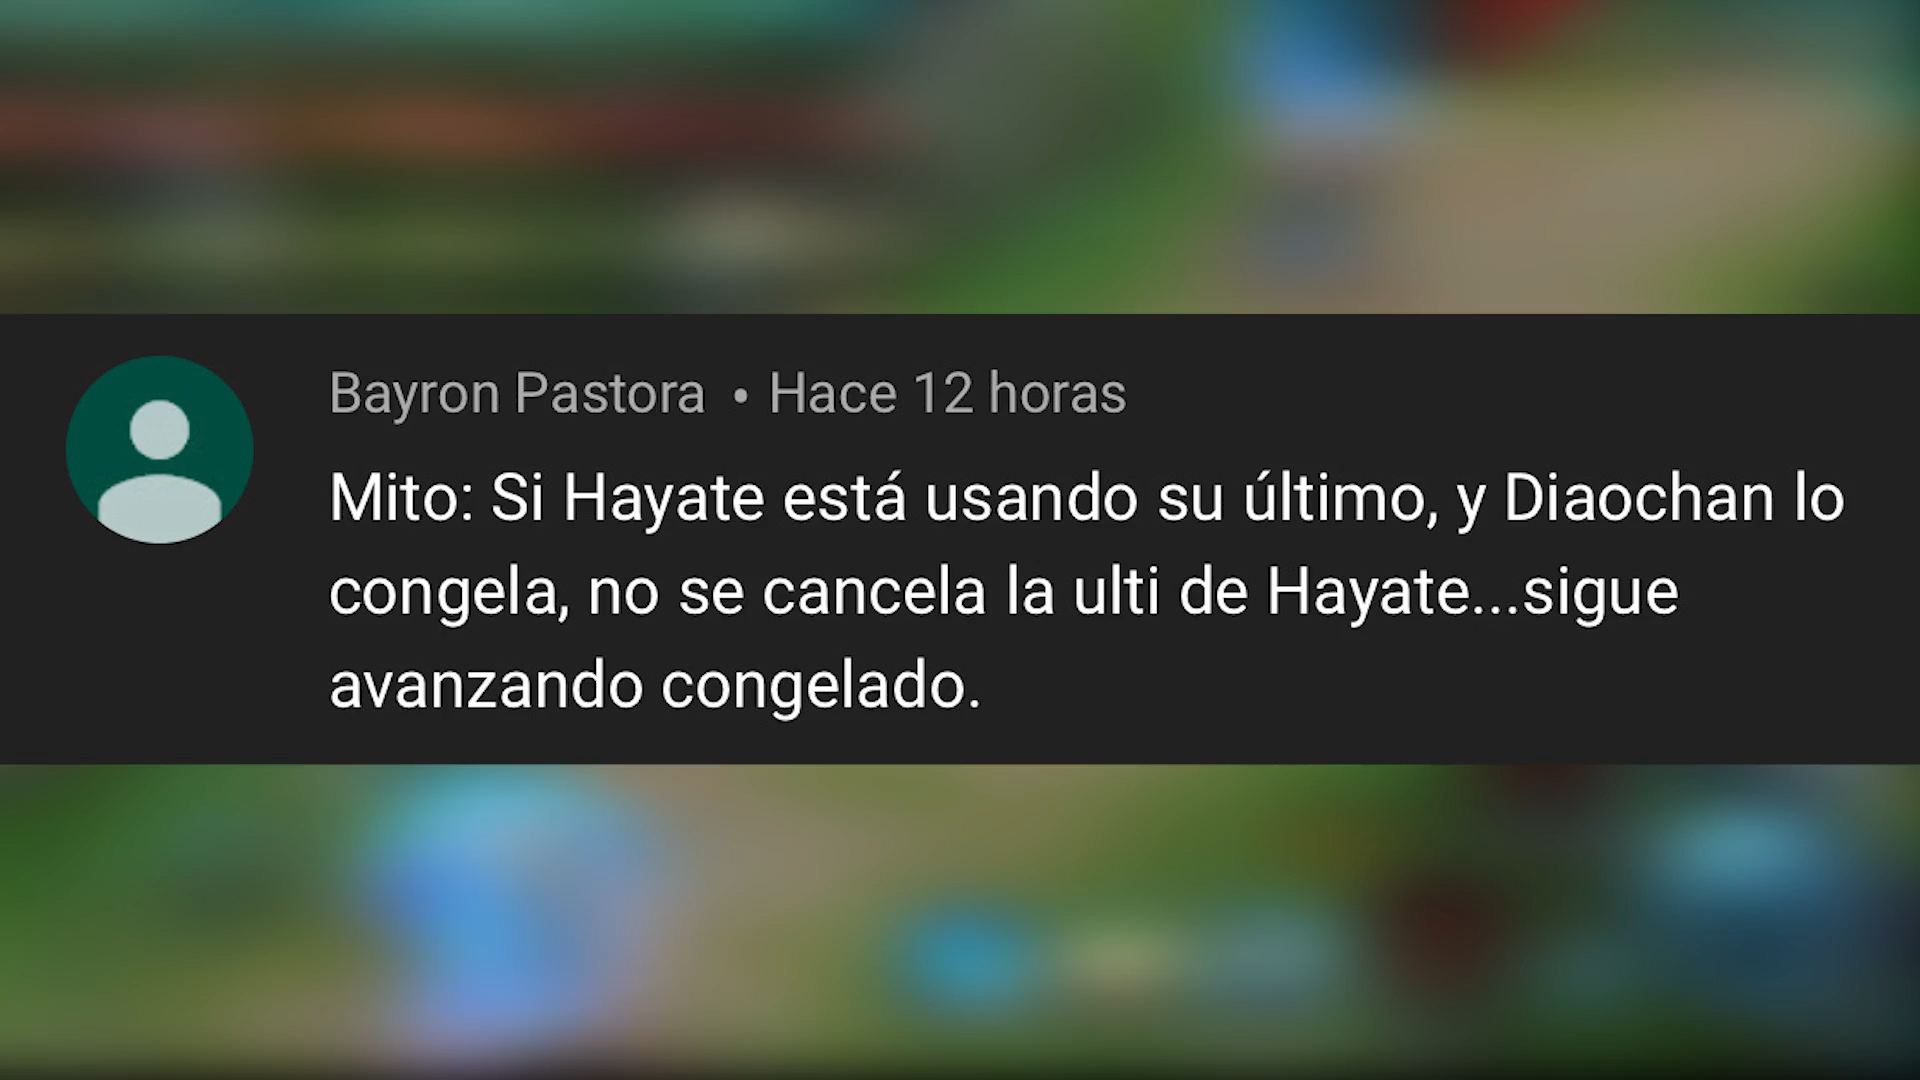 Bayron Pastora • Hace 12 horas
Mito: Si Hayate está usando su último, y Diaochan lo
congela, no se cancela la ulti de Hayate...sigue
avanzando congelado.